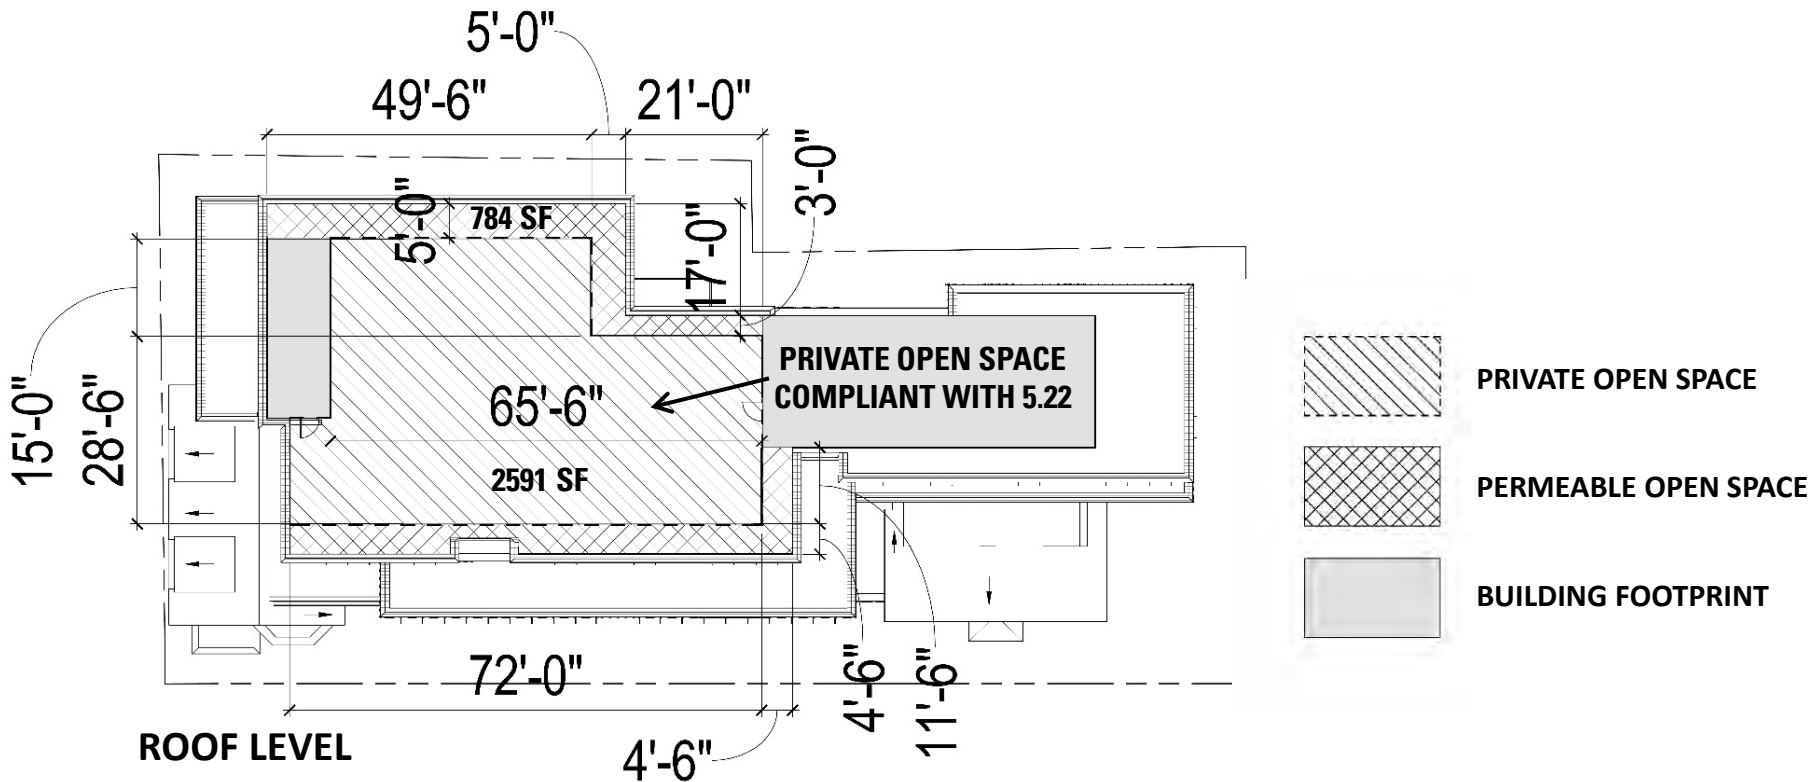 5'-0"
49'-6"
21'-0"
3'-0"
5'-0"
784 SF
17'-0"
15'-0"
28'-6"
65'-6"
PRIVATE OPEN SPACE
COMPLIANT WITH 5.22
2591 SF
72'-0"
4'-6"
4'-6"
11'-6"
ROOF LEVEL
PRIVATE OPEN SPACE
PERMEABLE OPEN SPACE
BUILDING FOOTPRINT